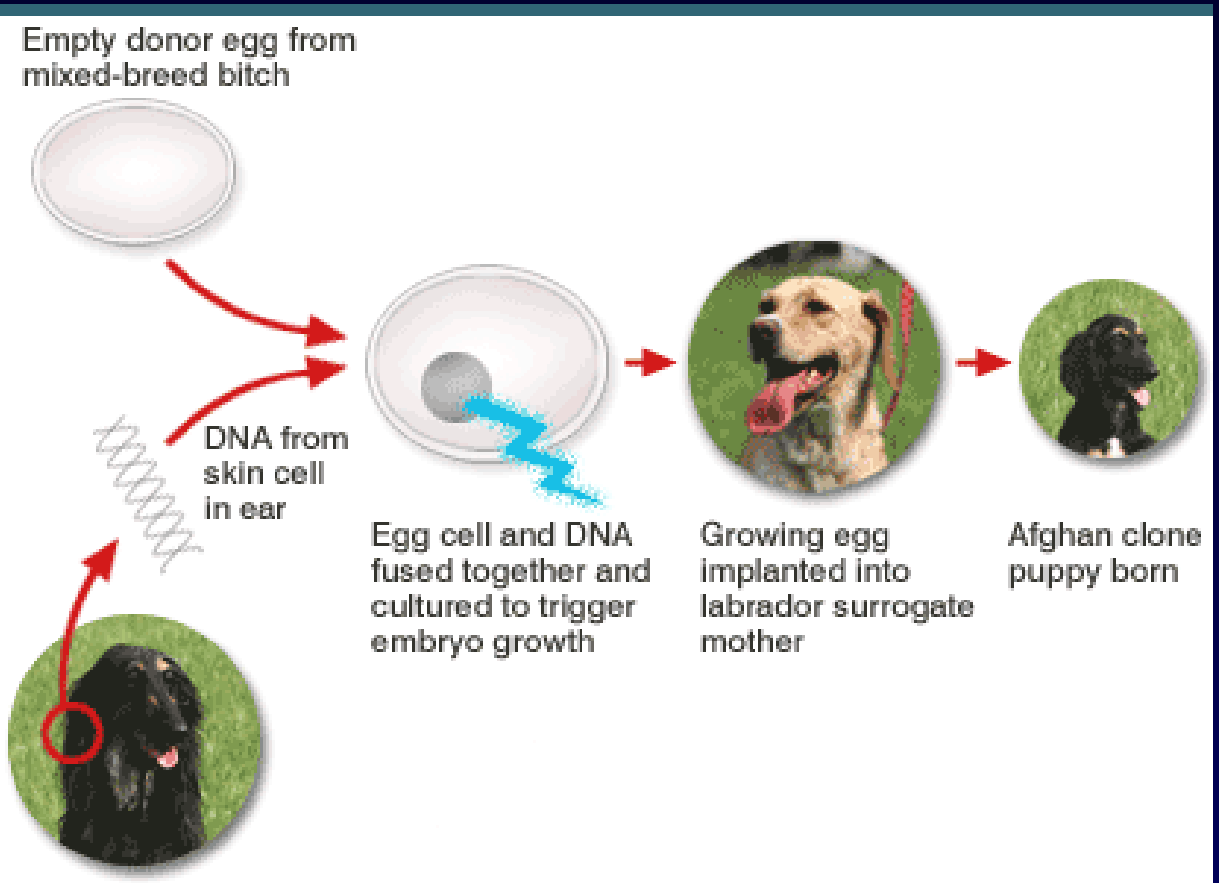 Empty donor egg from
mixed-breed bitch
DNA from
skin cell
in ear
Egg cell and DNA
fused together and
cultured to trigger
embryo growth
Growing egg
implanted into
labrador surrogate
mother
Afghan clone
puppy born